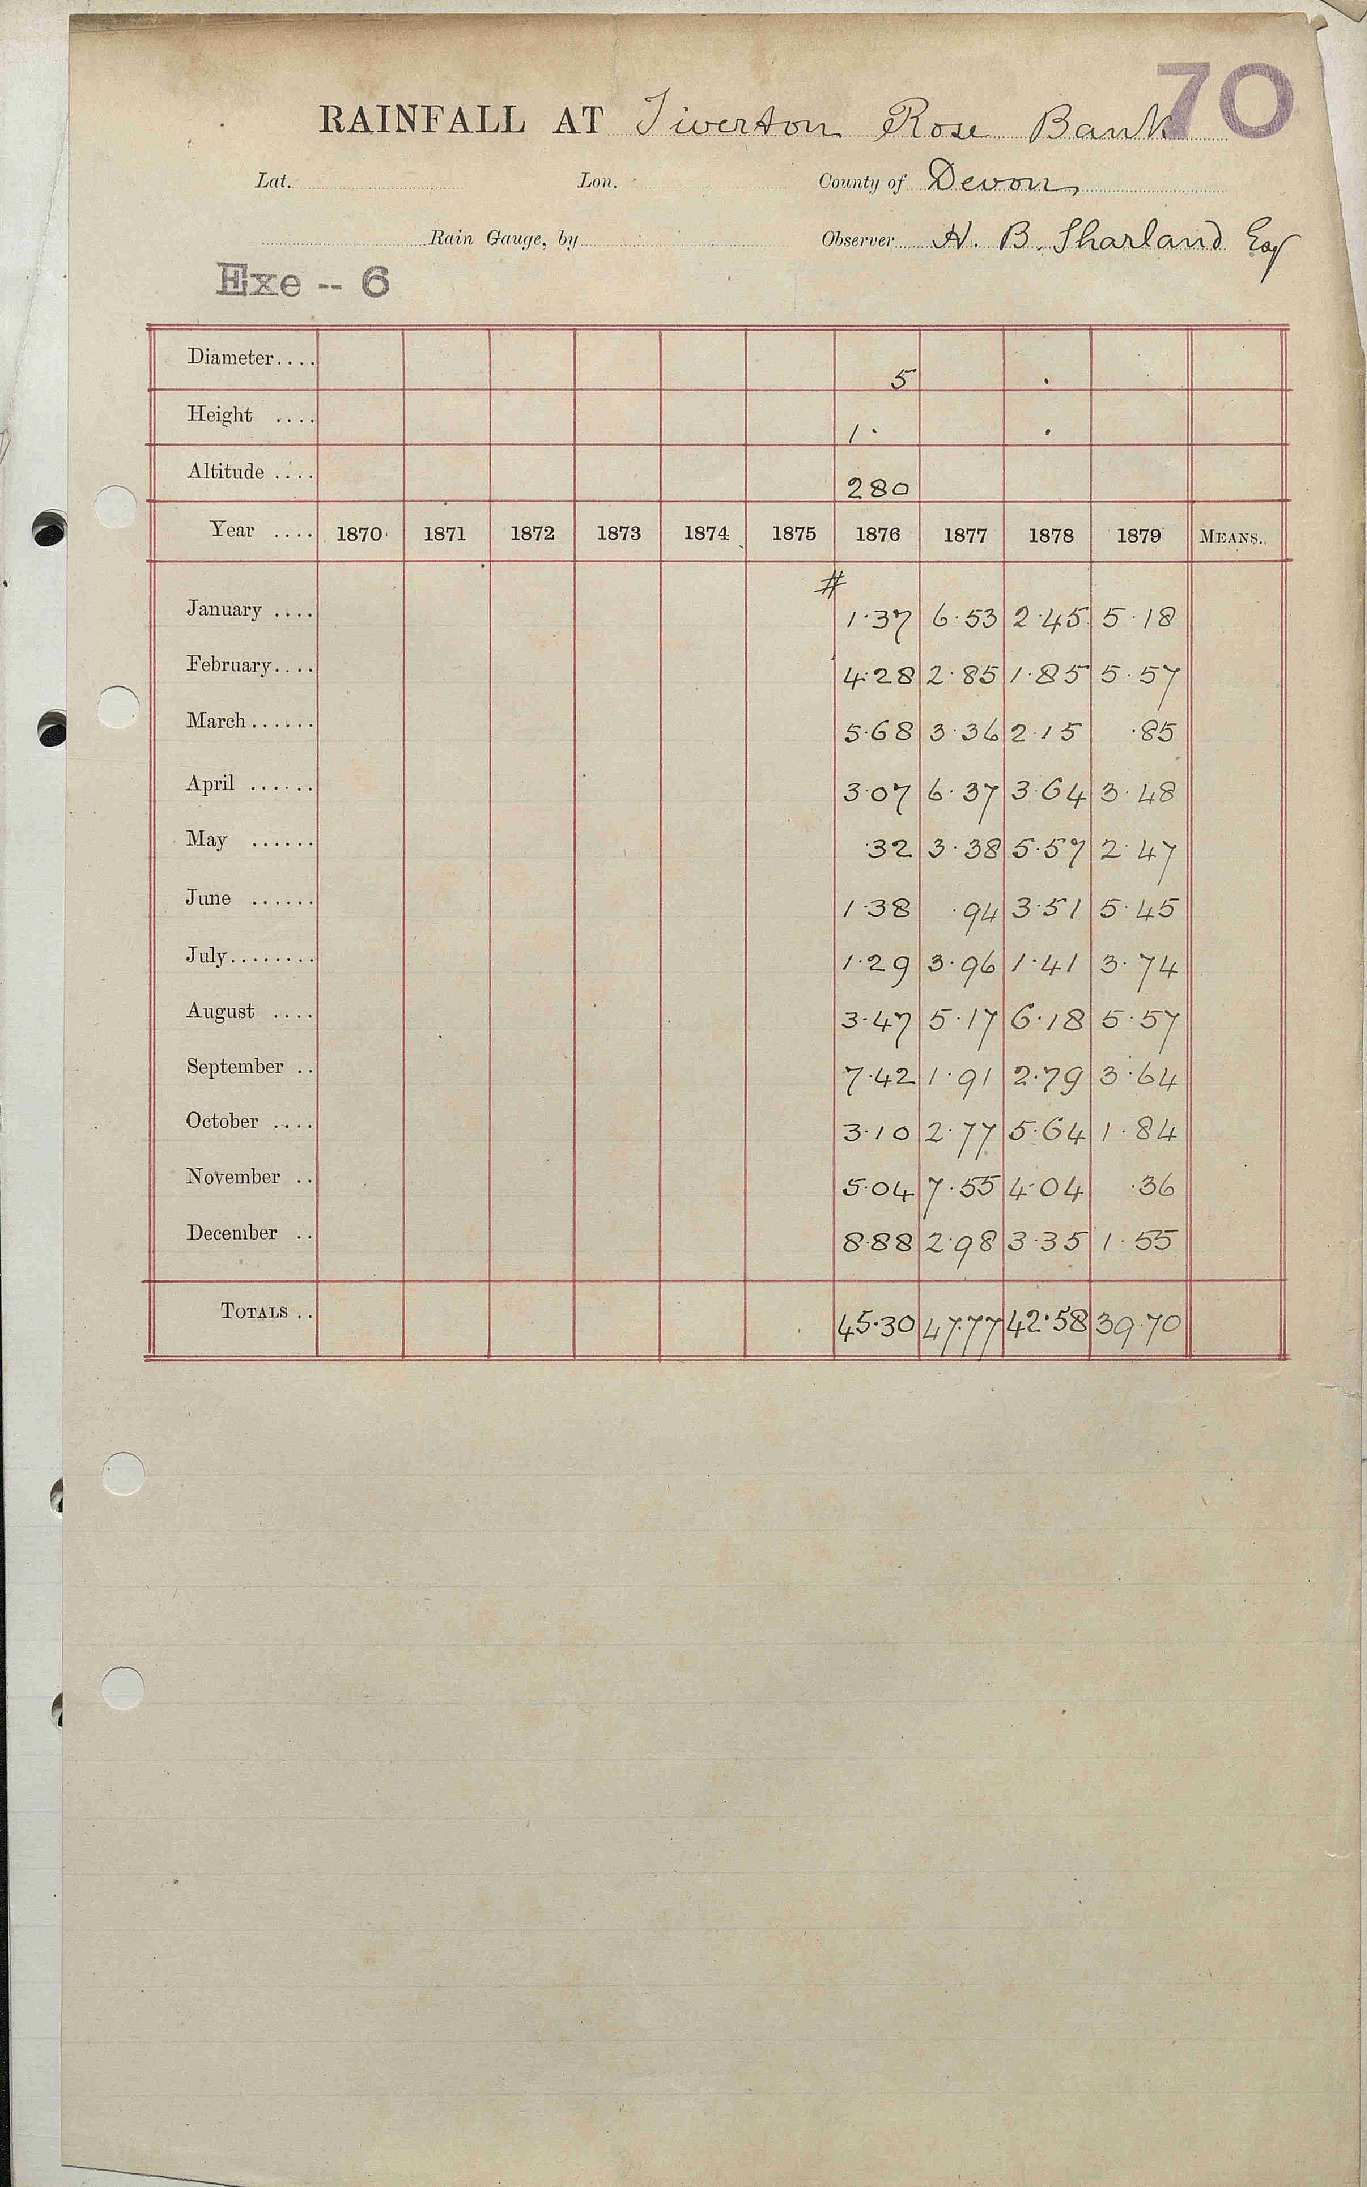 70
RAINFALL AT Tiverton Rose Bank
Lat. Lon. County of Devon
Rain Gauge, by Observer H. B. Sharland Esq
Exe -- 6
Diameter.... 5 .
Height .... 1. .
Altitude .... 280
Year .... 1870 1871 1872 1873 1874 1875 1876 1877 1878 1879 MEANS..
#
January .... 1.37 6.53 2.45 5.18
February.... 4.28 2.85 1.85 5.57
March...... 5.68 3.36 2.15 .85
April ...... 3.07 6.37 3.64 3.48
May ...... .32 3.38 5.57 2.47
June ...... 1.38 .94 3.51 5.45
July........ 1.29 3.96 1.41 3.74
August .... 3.47 5.17 6.18 5.57
September .. 7.42 1.91 2.79 3.64
October .... 3.10 2.77 5.64 1.84
November .. 5.04 7.55 4.04 .36
December .. 8.88 2.98 3.35 1.55
TOTALS .. 45.30 47.77 42.58 39.70